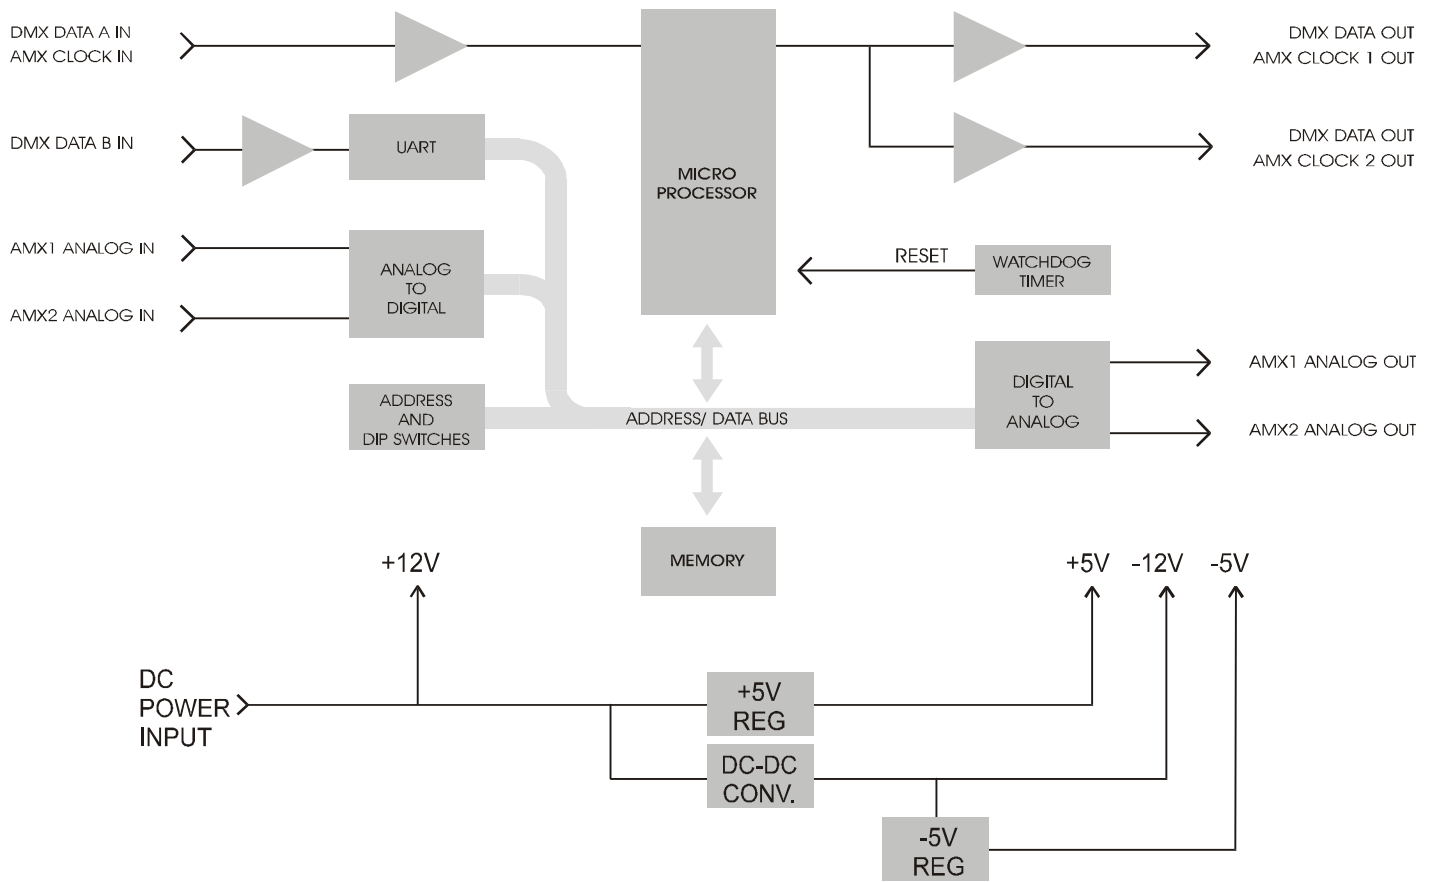 DMX DATA A IN
AMX CLOCK IN
DMX DATA OUT
AMX CLOCK 1 OUT
DMX DATA B IN
UART
MICRO
PROCESSOR
DMX DATA OUT
AMX CLOCK 2 OUT
AMX1 ANALOG IN
AMX2 ANALOG IN
ANALOG
TO
DIGITAL
RESET
WATCHDOG
TIMER
ADDRESS
AND
DIP SWITCHES
ADDRESS/ DATA BUS
DIGITAL
TO
ANALOG
AMX1 ANALOG OUT
AMX2 ANALOG OUT
MEMORY
+12V
+5V
-12V
-5V
DC
POWER
INPUT
+5V
REG
DC-DC
CONV.
-5V
REG